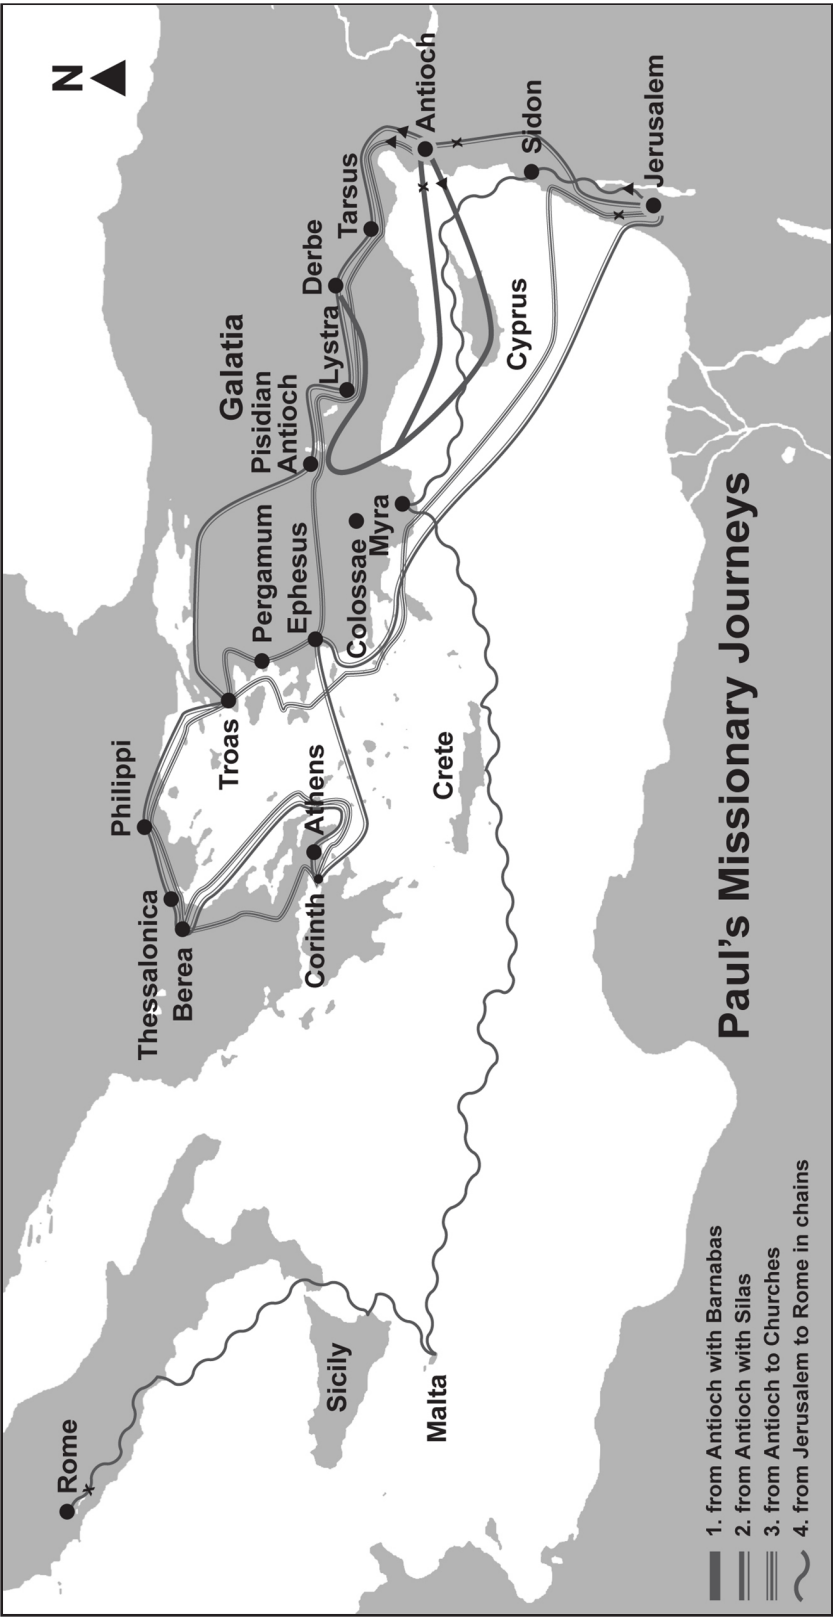 N
Rome
Sicily
Malta
Thessalonica
Berea
Philippi
Corinth
Athens
Crete
Troas
Pergamum
Ephesus
Colossae
Myra
Galatia
Pisidian
Antioch
Lystra
Derbe
Tarsus
Antioch
Cyprus
Sidon
Jerusalem
Paul's Missionary Journeys
1. from Antioch with Barnabas
2. from Antioch with Silas
3. from Antioch to Churches
4. from Jerusalem to Rome in chains